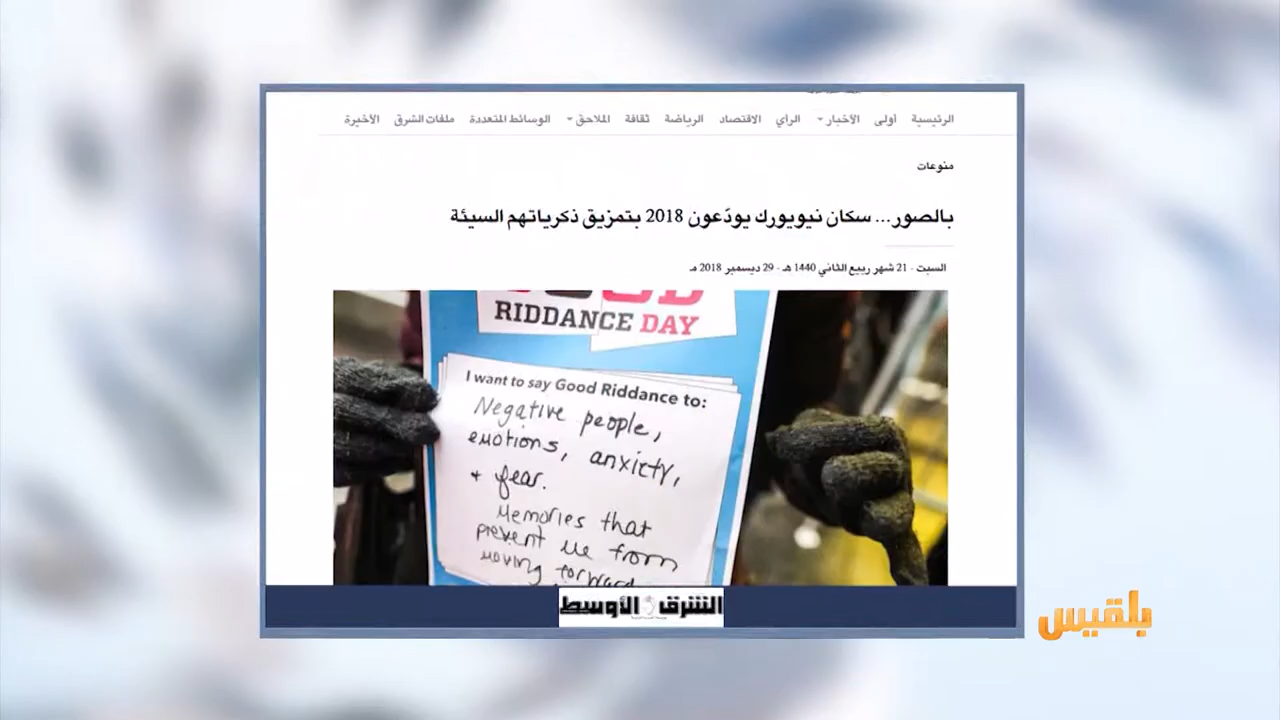 الرئيسية أولى الأخبار الرأي الاقتصاد الرياضة ثقافة الملاحق الوسائط المتعددة ملفات الشرق الأخيرة
منوعات
بالصور... سكان نيويورك يودّعون 2018 بتمزيق ذكرياتهم السيئة
السبت - 21 شهر ربيع الثاني 1440 هـ - 29 ديسمبر 2018 مـ
RIDDANCE DAY
I want to say Good Riddance to:
Negative people,
emotions, anxiety,
+ fear.
Memories that
prevent me from
moving forward
الشرق الأوسط
بلقيس